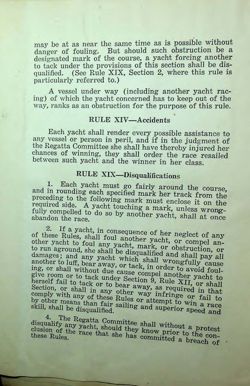 may be at as near the same time as is possible without
danger of fouling. But should such obstruction be a
designated mark of the course, a yacht forcing another
to tack under the provisions of this section shall be dis-
qualified. (See Rule XIX, Section 2, where this rule is
particularly referred to.)
A vessel under way (including another yacht rac-
ing) of which the yacht concerned has to keep out of the
way, ranks as an obstruction for the purpose of this rule.
RULE XIV—Accidents
Each yacht shall render every possible assistance to
any vessel or person in peril, and if in the judgment of
the Regatta Committee she shall have thereby injured her
chances of winning, they shall order the race resailed
between such yacht and the winner in her class.
RULE XIX—Disqualifications
1. Each yacht must go fairly around the course,
and in rounding each specified mark her track from the
preceding to the following mark must enclose it on the
required side. A yacht touching a mark, unless wrong-
fully compelled to do so by another yacht, shall at once
abandon the race.
2. If a yacht, in consequence of her neglect of any
of these Rules, shall foul another yacht, or compel an-
other yacht to foul any yacht, mark, or obstruction, or
to run aground, she shall be disqualified and shall pay all
damages; and any yacht which shall wrongfully cause
another to luff, bear away, or tack, in order to avoid foul-
ing, or shall without due cause compel another yacht to
give room or to tack under Section 9, Rule XII, or shall
herself fail to tack or to bear away, as required in that
Section, or shall in any other way infringe or fail to
comply with any of these Rules or attempt to win a race
by other means than fair sailing and superior speed and
skill, shall be disqualified.
4. The Regatta Committee shall without a protest
disqualify any yacht, should they know prior to the con-
clusion of the race that she has committed a breach of
these Rules.